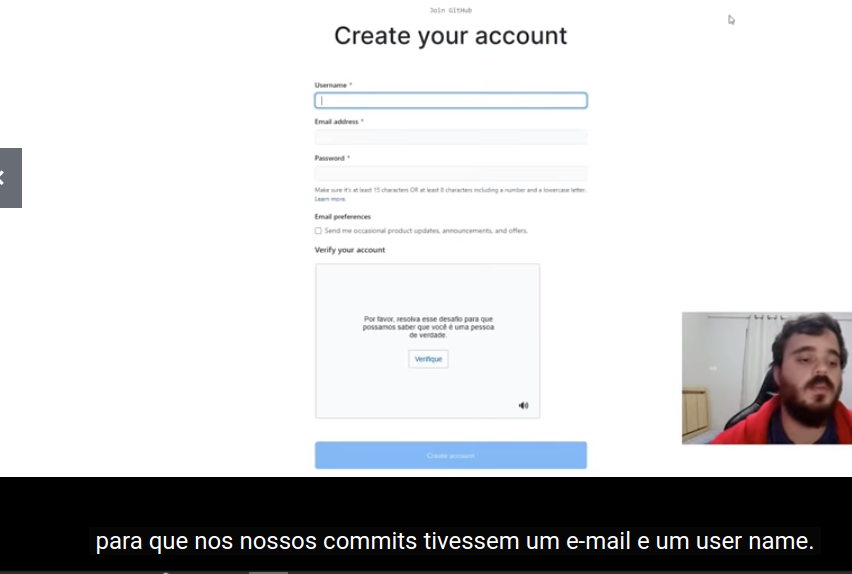 Join GitHub
Create your account
Username *
Email address *
Password *
Make sure it's at least 15 characters OR at least 8 characters including a number and a lowercase letter.
Learn more.
Email preferences
Send me occasional product updates, announcements, and offers.
Verify your account
Por favor, resolva esse desafio para que
possamos saber que você é uma pessoa
de verdade.
Verifique
Create account
para que nos nossos commits tivessem um e-mail e um user name.